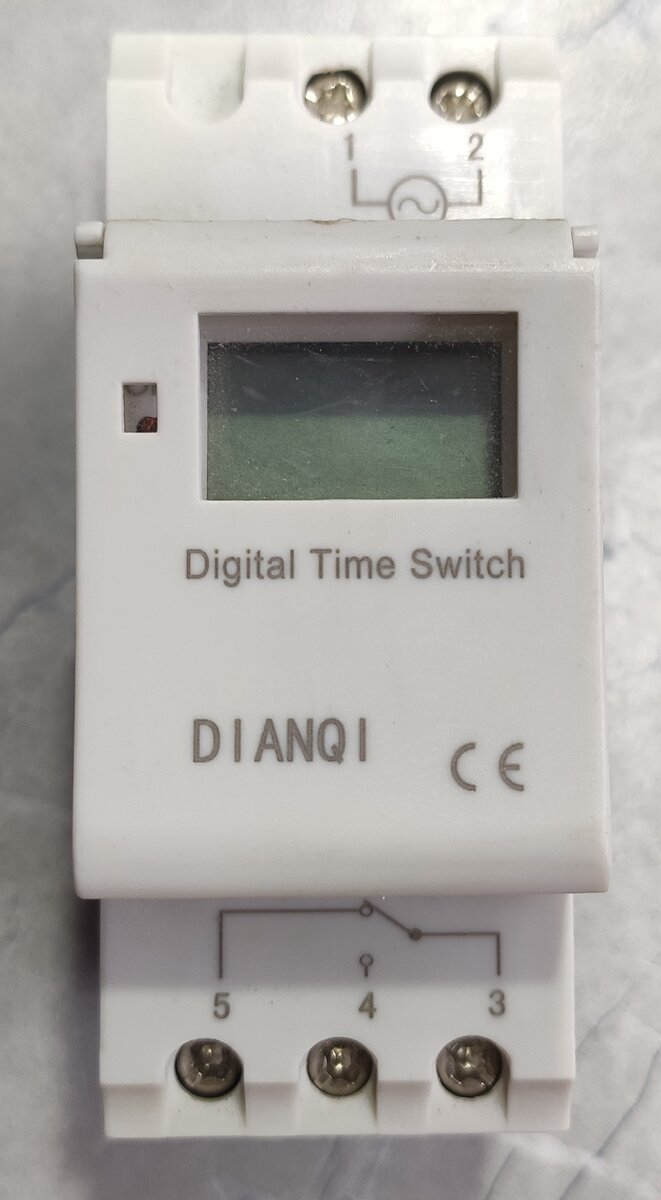 1 2
Digital Time Switch
DIANQI
CE
5 4 3